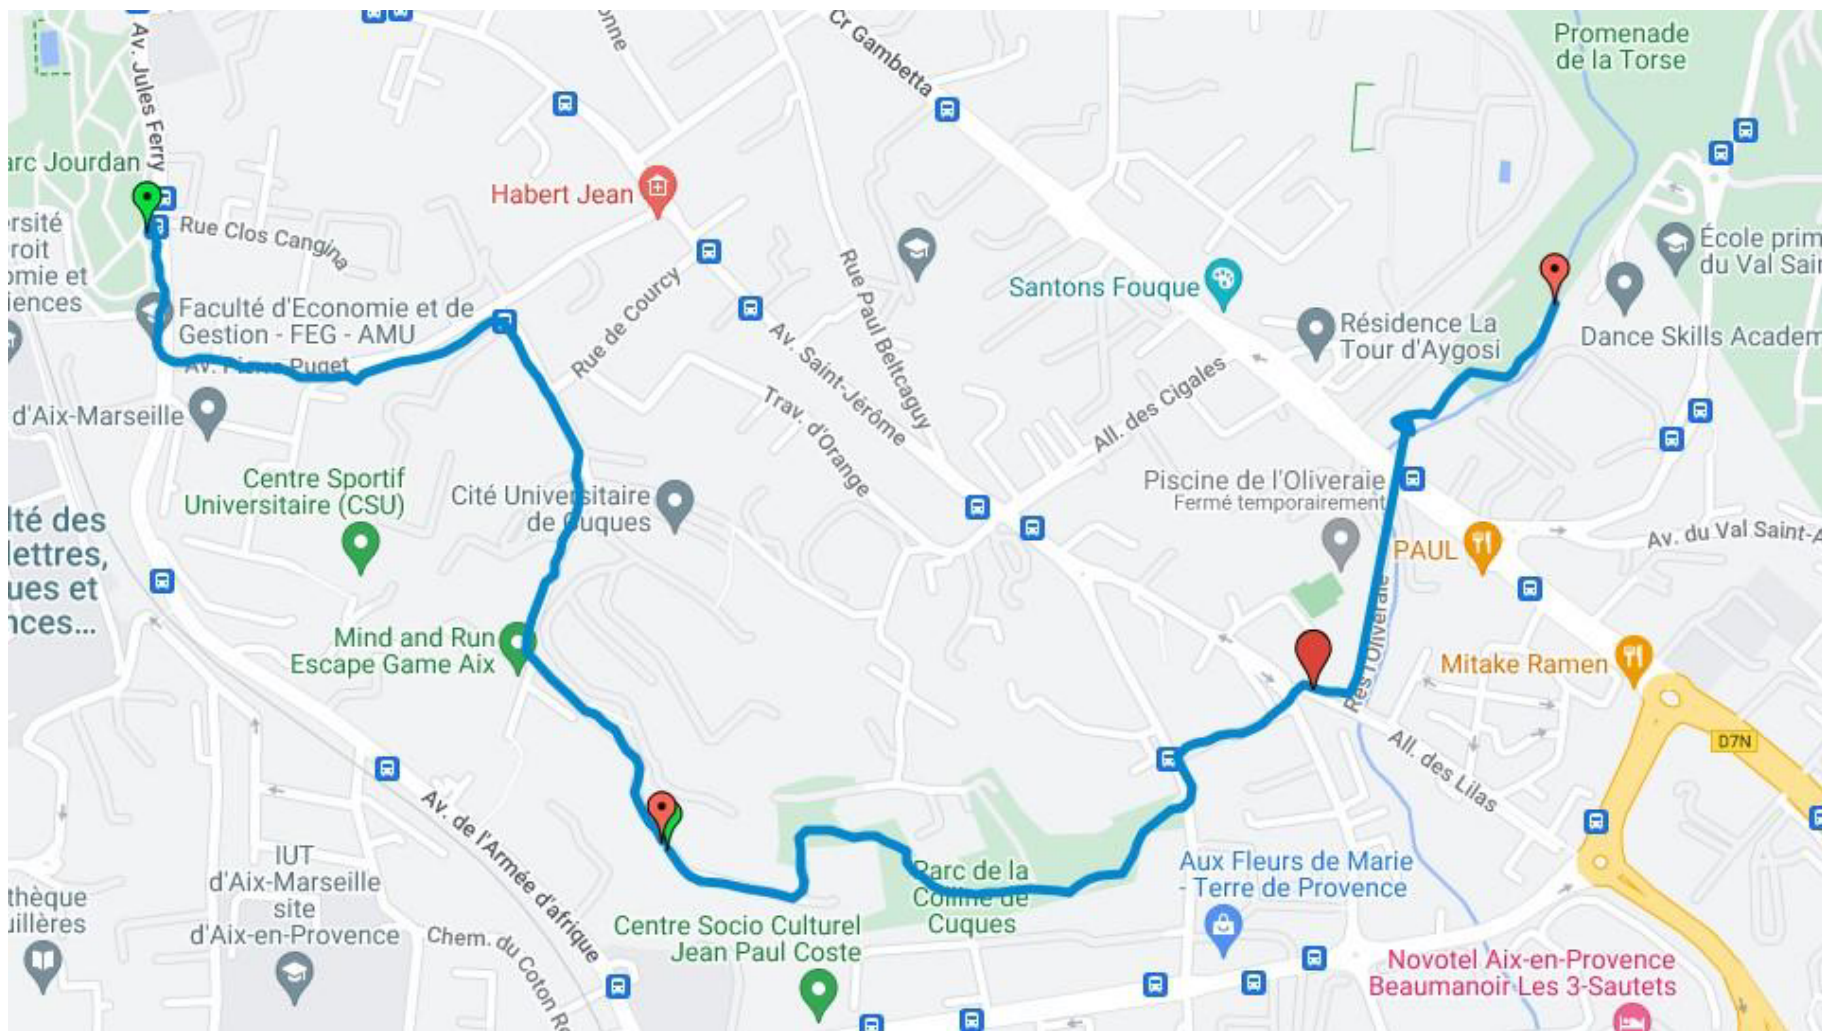 Av. Jules Ferry
onne
Cr Gambetta
Promenade
de la Torse
arc Jourdan
Habert Jean
ersité
roit
omie et
iences
Rue Clos Cangina
Faculté d'Economie et de
Gestion - FEG - AMU
Rue de Courcy
Rue Paul Beltcaguy
Santons Fouque
École prim
du Val Sain
Résidence La
Tour d'Aygosi
Dance Skills Academ
Av. Pierre Puget
Av. Saint-Jérôme
d'Aix-Marseille
Trav. d'Orange
All. des Cigales
Centre Sportif
Universitaire (CSU)
Cité Universitaire
de Cuques
Piscine de l'Oliveraie
Fermé temporairement
lté des
lettres,
ues et
nces...
PAUL
Av. du Val Saint-A
Mind and Run
Escape Game Aix
Rés l'Oliveraie
Mitake Ramen
D7N
All. des Lilas
Av. de l'Armée d'afrique
IUT
d'Aix-Marseille
site
d'Aix-en-Provence
Parc de la
Colline de
Cuques
Aux Fleurs de Marie
- Terre de Provence
thèque
uillères
Chem. du Coton Ro
Centre Socio Culturel
Jean Paul Coste
Novotel Aix-en-Provence
Beaumanoir Les 3-Sautets